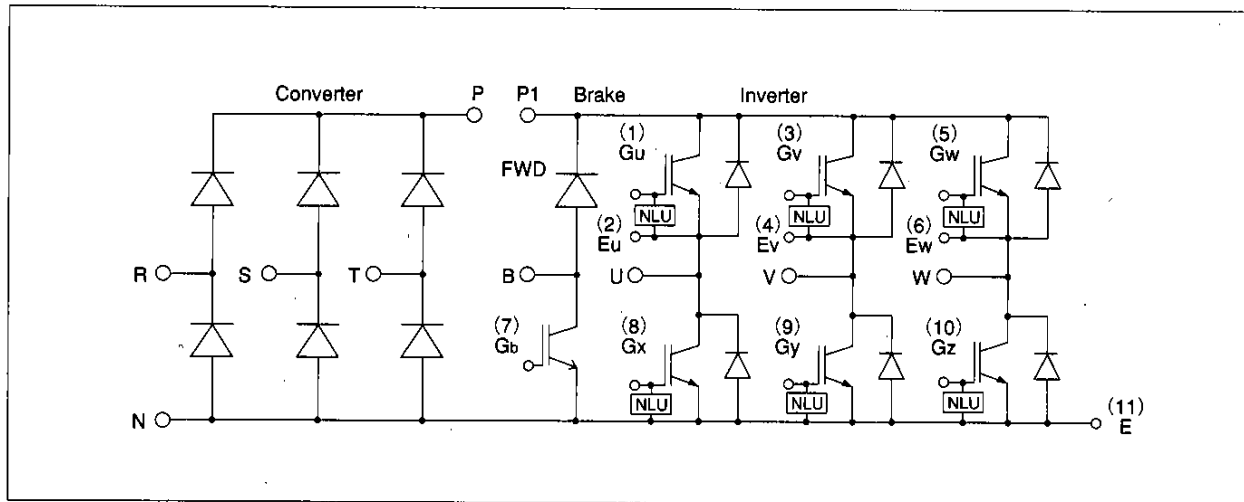 Converter P P1 Brake Inverter
(1) (3) (5)
Gu Gv Gw
FWD
NLU NLU NLU
(2) (4) (6)
Eu Ev Ew
R S T B U V W
(7) (8) (9) (10)
Gb Gx Gy Gz
NLU NLU NLU
N (11)
E